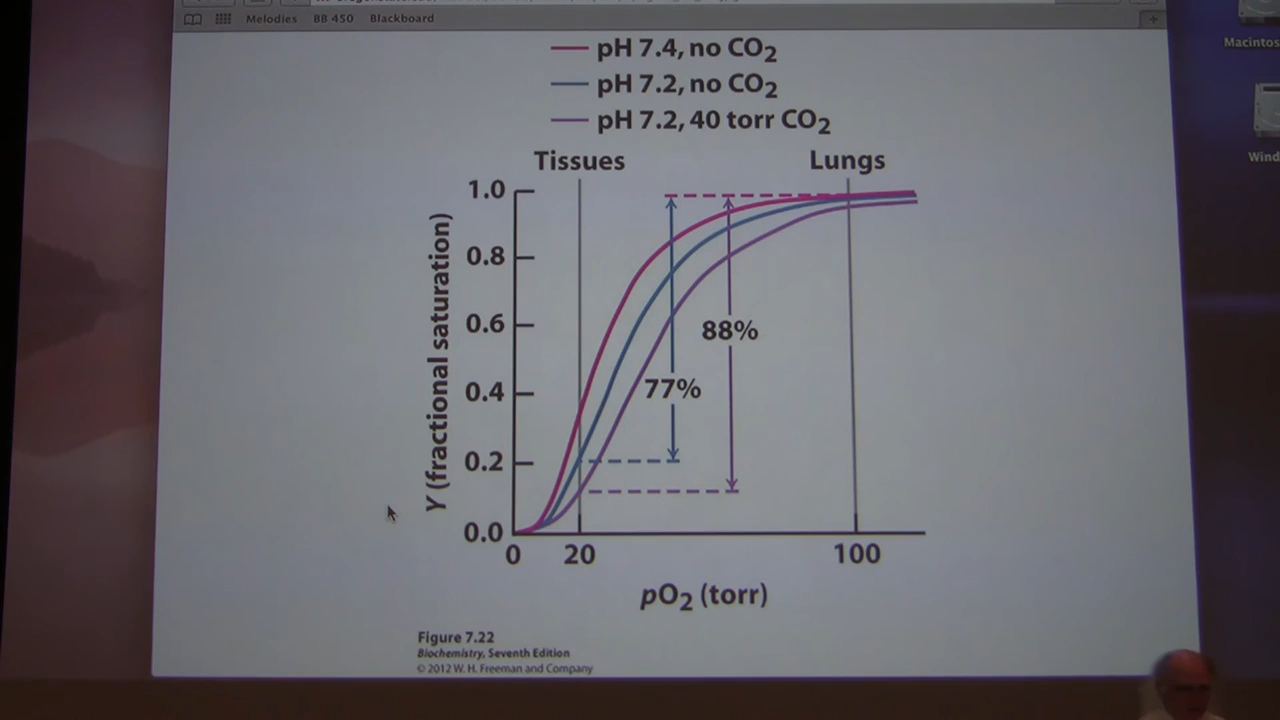 Melodies BB 450 Blackboard
Macintos
Wind
pH 7.4, no CO₂
pH 7.2, no CO₂
pH 7.2, 40 torr CO₂
Tissues Lungs
1.0
0.8
0.6
0.4
0.2
0.0
Y (fractional saturation)
88%
77%
0 20 100
pO₂ (torr)
Figure 7.22
Biochemistry, Seventh Edition
© 2012 W. H. Freeman and Company